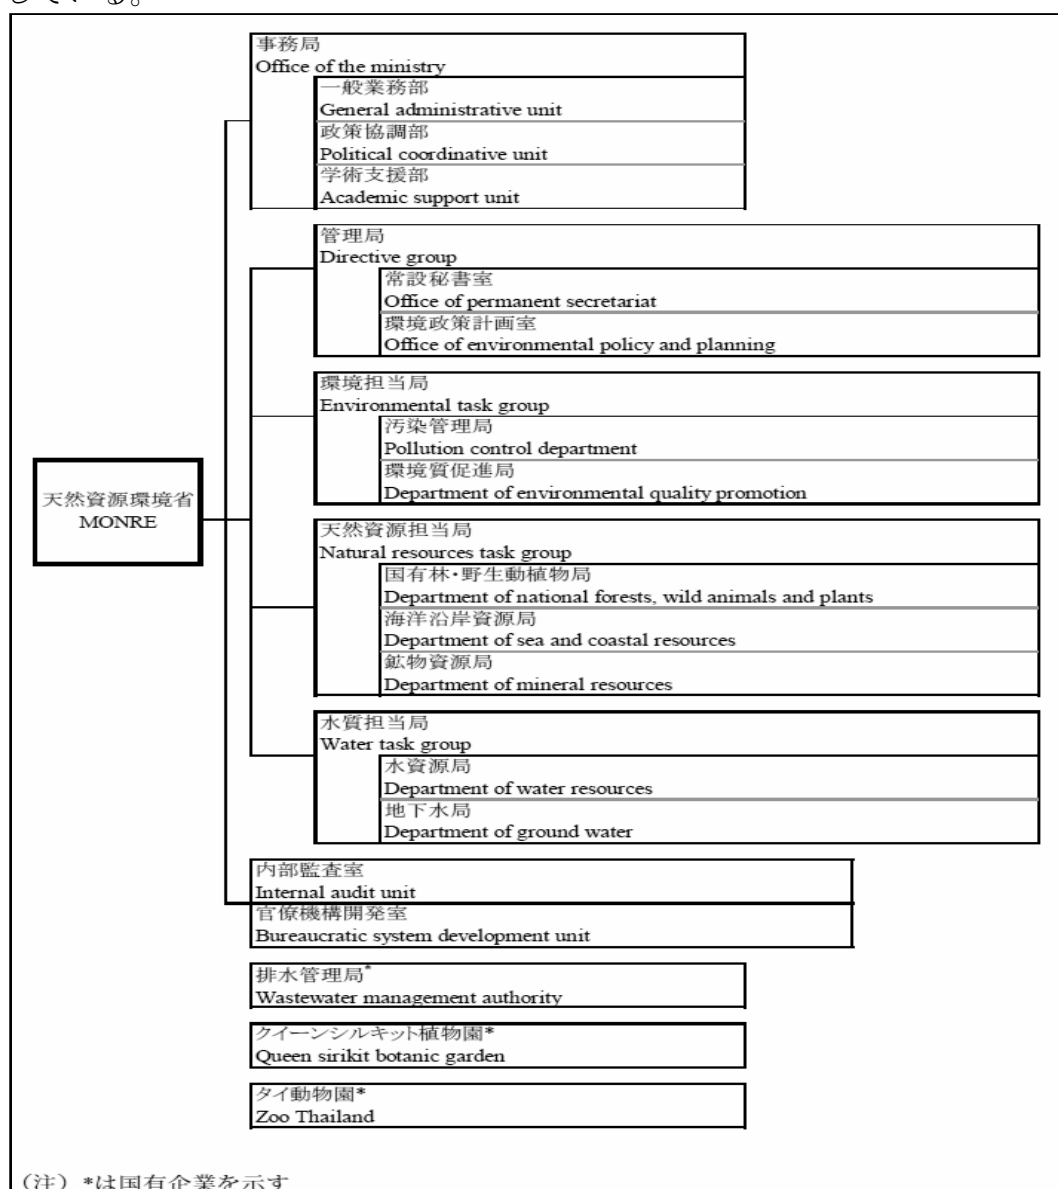 している。
事務局
Office of the ministry
一般業務部
General administrative unit
政策協調部
Political coordinative unit
学術支援部
Academic support unit
管理局
Directive group
常設秘書室
Office of permanent secretariat
環境政策計画室
Office of environmental policy and planning
環境担当局
Environmental task group
汚染管理局
Pollution control department
環境質促進局
Department of environmental quality promotion
天然資源環境省
MONRE
天然資源担当局
Natural resources task group
国有林・野生動植物局
Department of national forests, wild animals and plants
海洋沿岸資源局
Department of sea and coastal resources
鉱物資源局
Department of mineral resources
水質担当局
Water task group
水資源局
Department of water resources
地下水局
Department of ground water
内部監査室
Internal audit unit
官僚機構開発室
Bureaucratic system development unit
排水管理局*
Wastewater management authority
クイーンシルキット植物園*
Queen sirikit botanic garden
タイ動物園*
Zoo Thailand
（注）*は国有企業を示す